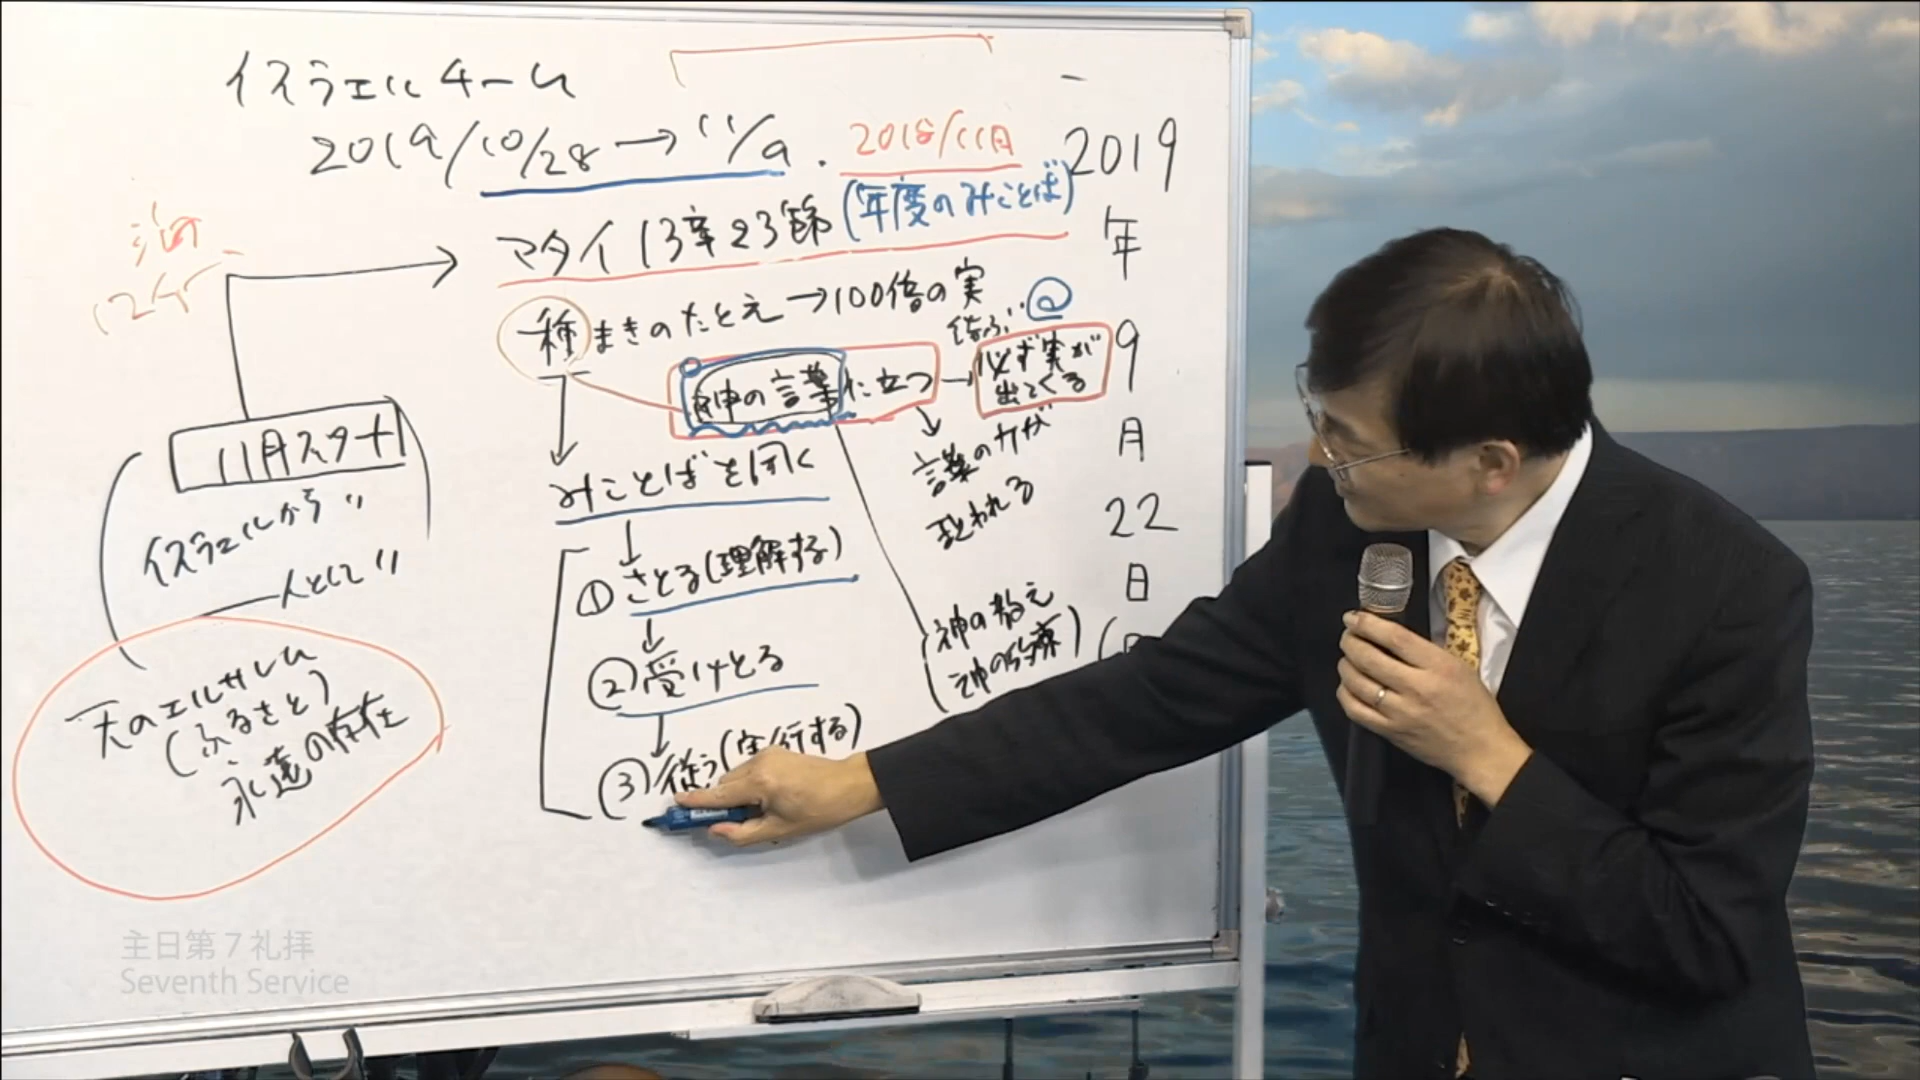 イスラエルチーム
2019/10/28→11/9.
2018/11月
マタイ13章23節(年度のみことば)
種まきのたとえ→100倍の実
結ぶ
神の言葉に立つ→必ず実が
出てくる
言葉の力が
現われる
みことばを聞く
①さとる(理解する)
②受けとる
③従う(実行する)
神の教え
神の治療)
11月スタート
イスラエルから〃
人として〃
天のエルサレム
(ふるさと)
永遠の存在
2019
年
9
月
22
日
主日第7礼拝
Seventh Service